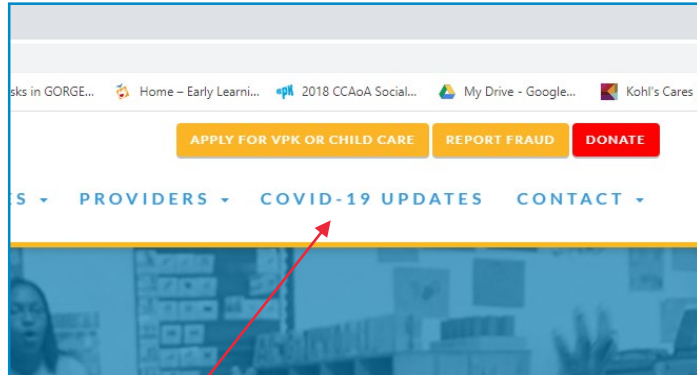 sks in GORGE... Home – Early Learni... 2018 CCAoA Social... My Drive - Google... Kohl's Cares
APPLY FOR VPK OR CHILD CARE REPORT FRAUD DONATE
ES PROVIDERS COVID-19 UPDATES CONTACT